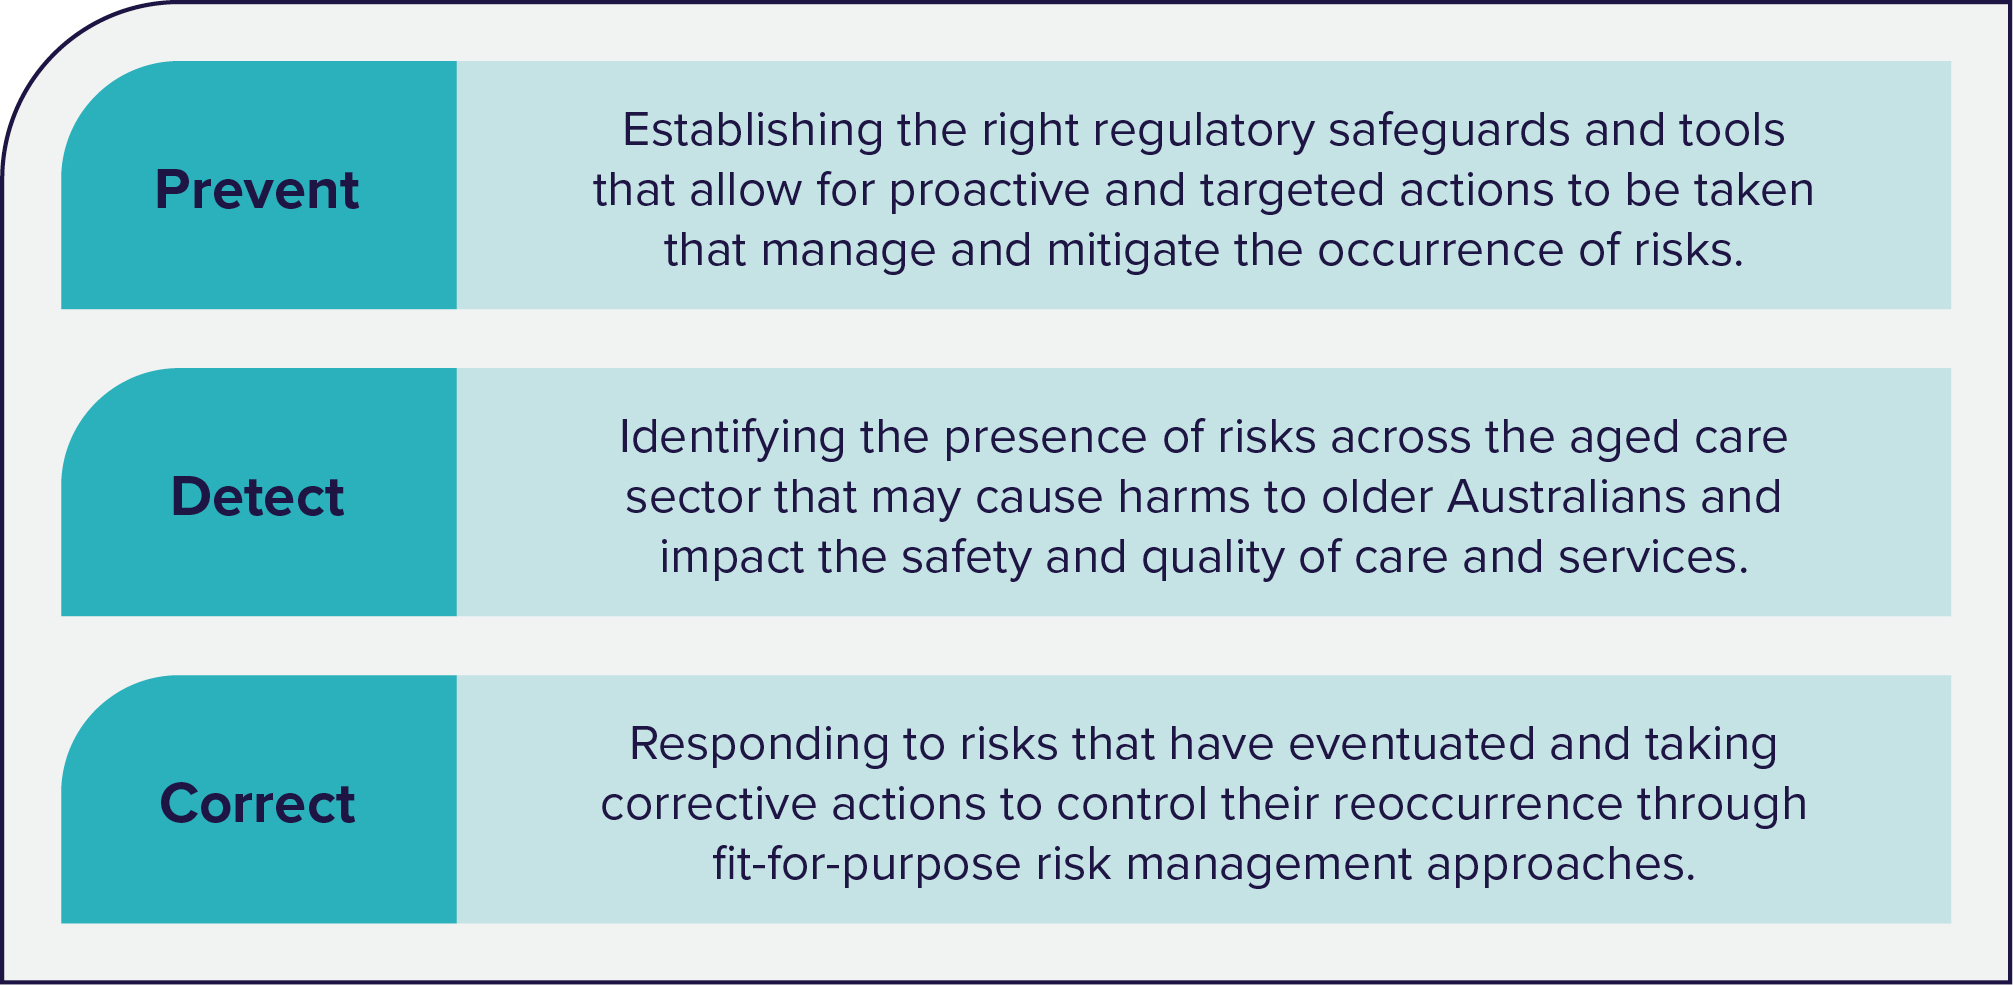 Prevent
Establishing the right regulatory safeguards and tools
that allow for proactive and targeted actions to be taken
that manage and mitigate the occurrence of risks.
Detect
Identifying the presence of risks across the aged care
sector that may cause harms to older Australians and
impact the safety and quality of care and services.
Correct
Responding to risks that have eventuated and taking
corrective actions to control their reoccurrence through
fit-for-purpose risk management approaches.